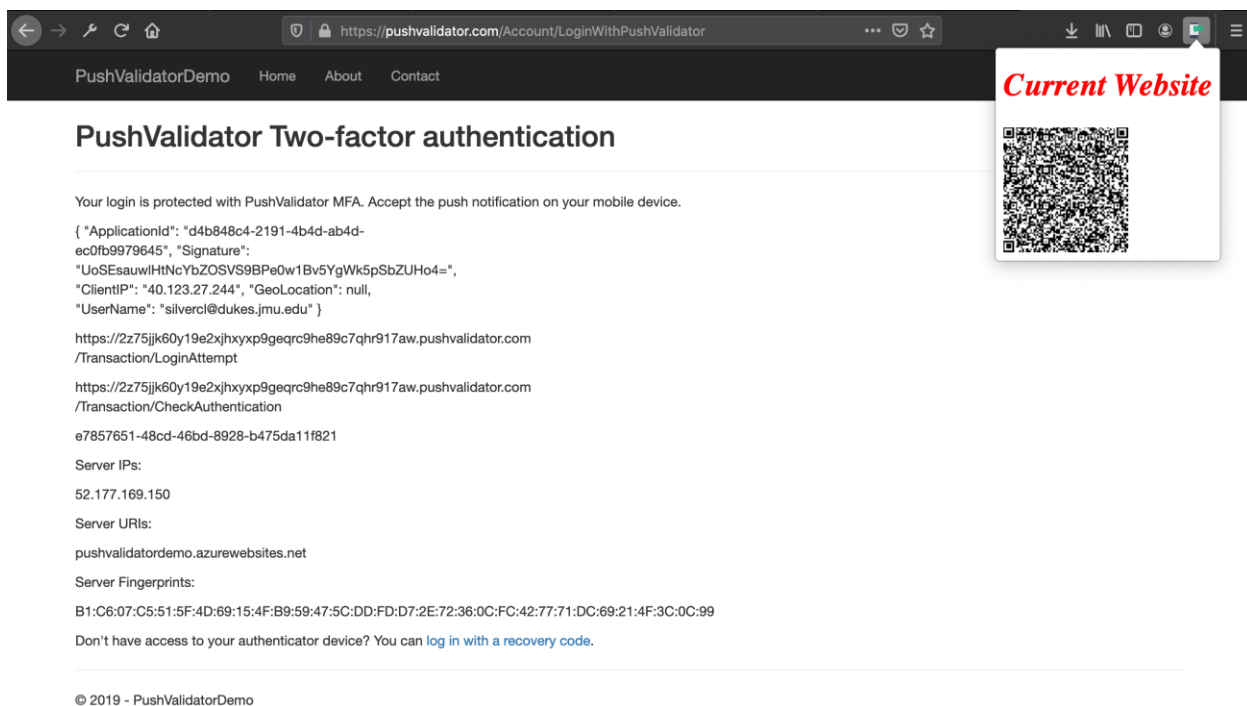 https://pushvalidator.com/Account/LoginWithPushValidator
PushValidatorDemo Home About Contact
Current Website
PushValidator Two-factor authentication
Your login is protected with PushValidator MFA. Accept the push notification on your mobile device.
{ "ApplicationId": "d4b848c4-2191-4b4d-ab4d-
ec0fb9979645", "Signature":
"UoSEsauwlHtNcYbZOSVS9BPe0w1Bv5YgWk5pSbZUHo4=",
"ClientIP": "40.123.27.244", "GeoLocation": null,
"UserName": "silvercl@dukes.jmu.edu" }
https://2z75jjk60y19e2xjhxyxp9geqrc9he89c7qhr917aw.pushvalidator.com
/Transaction/LoginAttempt
https://2z75jjk60y19e2xjhxyxp9geqrc9he89c7qhr917aw.pushvalidator.com
/Transaction/CheckAuthentication
e7857651-48cd-46bd-8928-b475da11f821
Server IPs:
52.177.169.150
Server URIs:
pushvalidatordemo.azurewebsites.net
Server Fingerprints:
B1:C6:07:C5:51:5F:4D:69:15:4F:B9:59:47:5C:DD:FD:D7:2E:72:36:0C:FC:42:77:71:DC:69:21:4F:3C:0C:99
Don't have access to your authenticator device? You can log in with a recovery code.
© 2019 - PushValidatorDemo